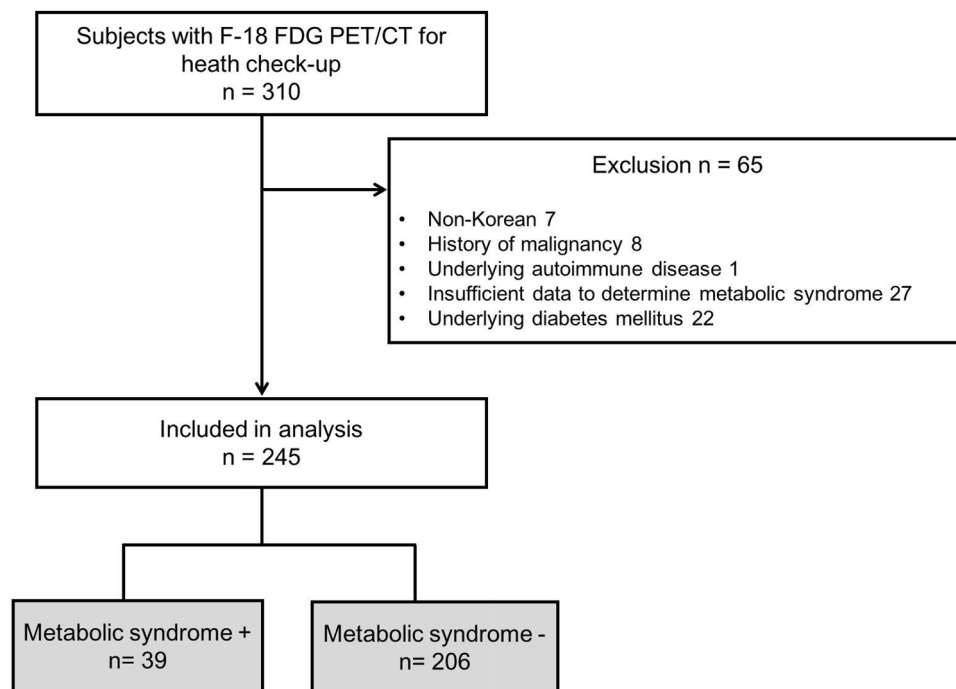 Subjects with F-18 FDG PET/CT for
heath check-up
n = 310
Exclusion n = 65
• Non-Korean 7
• History of malignancy 8
• Underlying autoimmune disease 1
• Insufficient data to determine metabolic syndrome 27
• Underlying diabetes mellitus 22
Included in analysis
n = 245
Metabolic syndrome +
n= 39
Metabolic syndrome -
n= 206